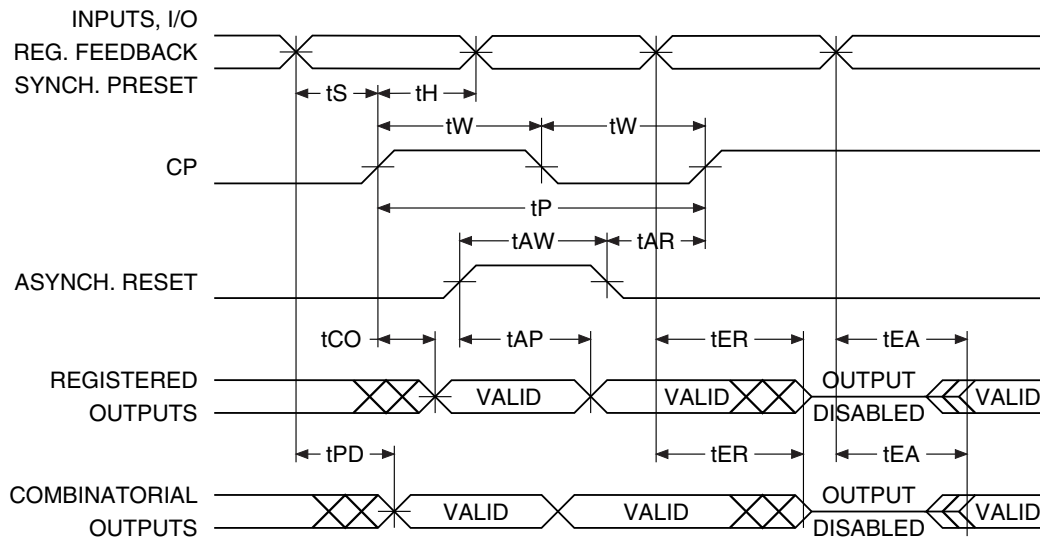 INPUTS, I/O
REG. FEEDBACK
SYNCH. PRESET
tS tH
tW tW
CP
tP
tAW tAR
ASYNCH. RESET
tCO tAP tER tEA
REGISTERED
OUTPUTS
VALID VALID OUTPUT
DISABLED VALID
tPD tER tEA
COMBINATORIAL
OUTPUTS
VALID VALID OUTPUT
DISABLED VALID